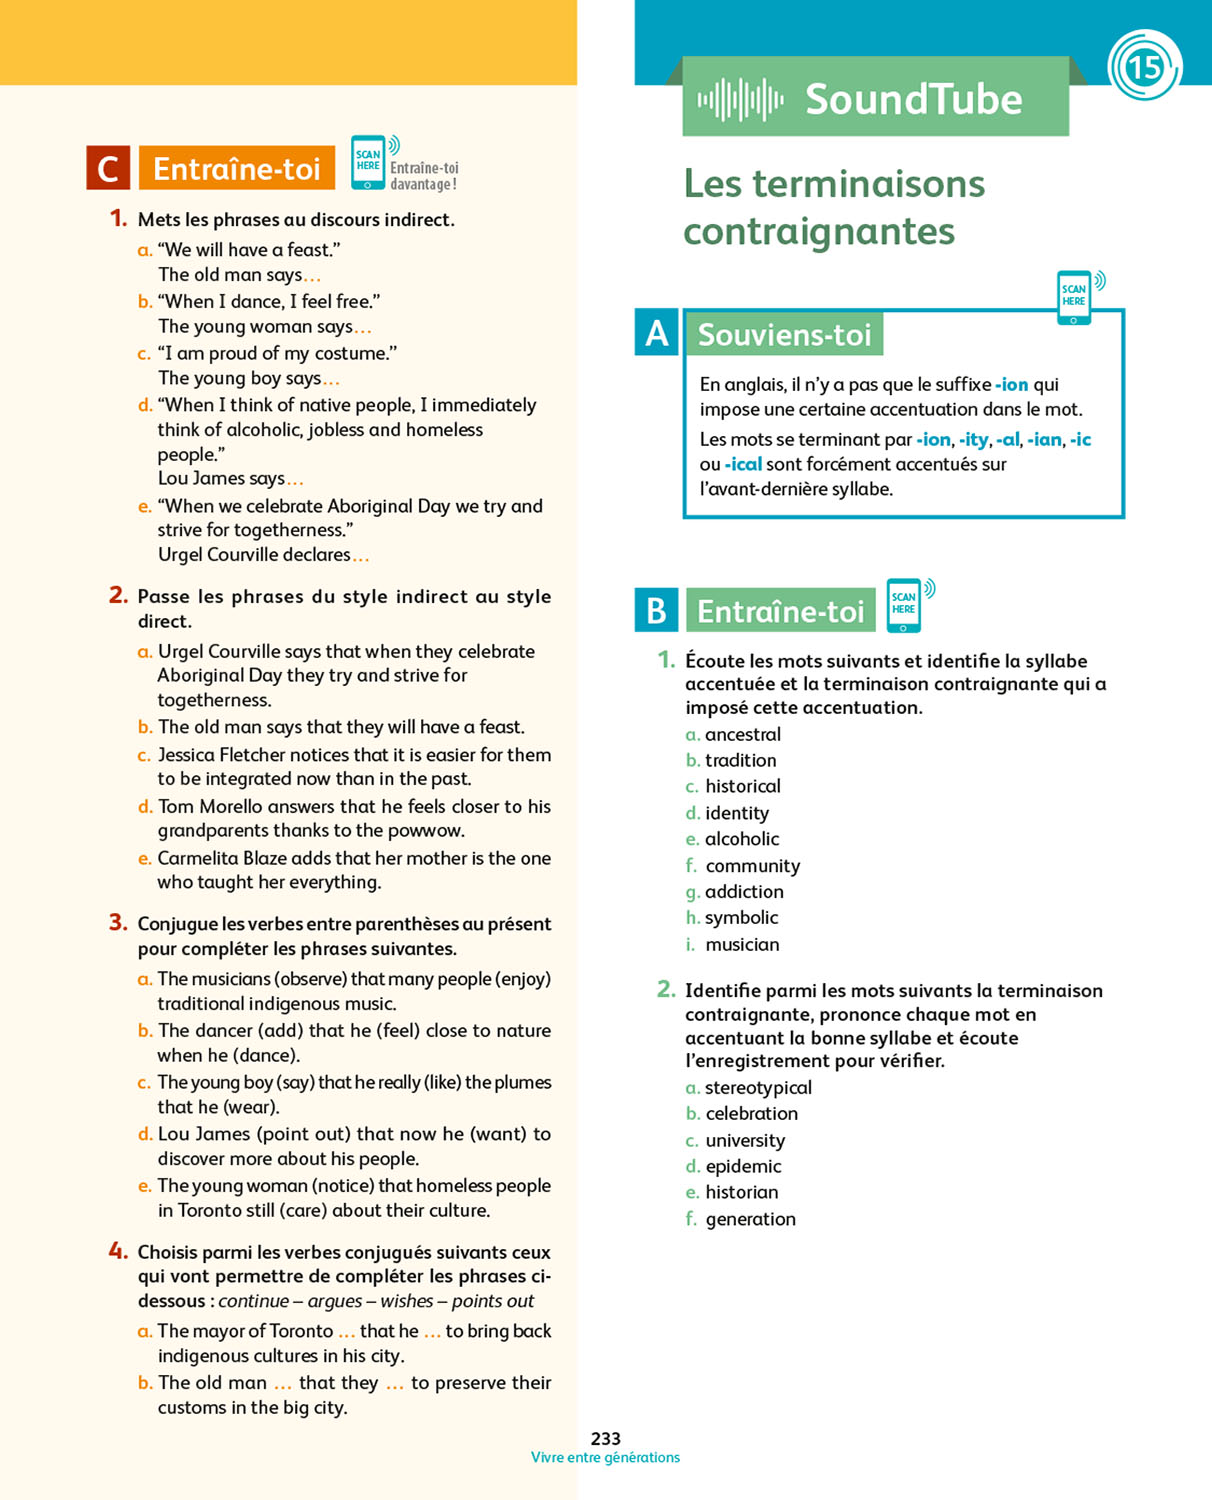 C Entraîne-toi
SCAN
HERE
Entraîne-toi
davantage !
1. Mets les phrases au discours indirect.
a. “We will have a feast.”
The old man says…
b. “When I dance, I feel free.”
The young woman says…
c. “I am proud of my costume.”
The young boy says…
d. “When I think of native people, I immediately
think of alcoholic, jobless and homeless
people.”
Lou James says…
e. “When we celebrate Aboriginal Day we try and
strive for togetherness.”
Urgel Courville declares…
2. Passe les phrases du style indirect au style
direct.
a. Urgel Courville says that when they celebrate
Aboriginal Day they try and strive for
togetherness.
b. The old man says that they will have a feast.
c. Jessica Fletcher notices that it is easier for them
to be integrated now than in the past.
d. Tom Morello answers that he feels closer to his
grandparents thanks to the powwow.
e. Carmelita Blaze adds that her mother is the one
who taught her everything.
3. Conjugue les verbes entre parenthèses au présent
pour compléter les phrases suivantes.
a. The musicians (observe) that many people (enjoy)
traditional indigenous music.
b. The dancer (add) that he (feel) close to nature
when he (dance).
c. The young boy (say) that he really (like) the plumes
that he (wear).
d. Lou James (point out) that now he (want) to
discover more about his people.
e. The young woman (notice) that homeless people
in Toronto still (care) about their culture.
4. Choisis parmi les verbes conjugués suivants ceux
qui vont permettre de compléter les phrases ci-
dessous : continue – argues – wishes – points out
a. The mayor of Toronto … that he … to bring back
indigenous cultures in his city.
b. The old man … that they … to preserve their
customs in the big city.
15
SoundTube
Les terminaisons
contraignantes
SCAN
HERE
A Souviens-toi
En anglais, il n’y a pas que le suffixe -ion qui
impose une certaine accentuation dans le mot.
Les mots se terminant par -ion, -ity, -al, -ian, -ic
ou -ical sont forcément accentués sur
l’avant-dernière syllabe.
B Entraîne-toi
SCAN
HERE
1. Écoute les mots suivants et identifie la syllabe
accentuée et la terminaison contraignante qui a
imposé cette accentuation.
a. ancestral
b. tradition
c. historical
d. identity
e. alcoholic
f. community
g. addiction
h. symbolic
i. musician
2. Identifie parmi les mots suivants la terminaison
contraignante, prononce chaque mot en
accentuant la bonne syllabe et écoute
l’enregistrement pour vérifier.
a. stereotypical
b. celebration
c. university
d. epidemic
e. historian
f. generation
233
Vivre entre générations